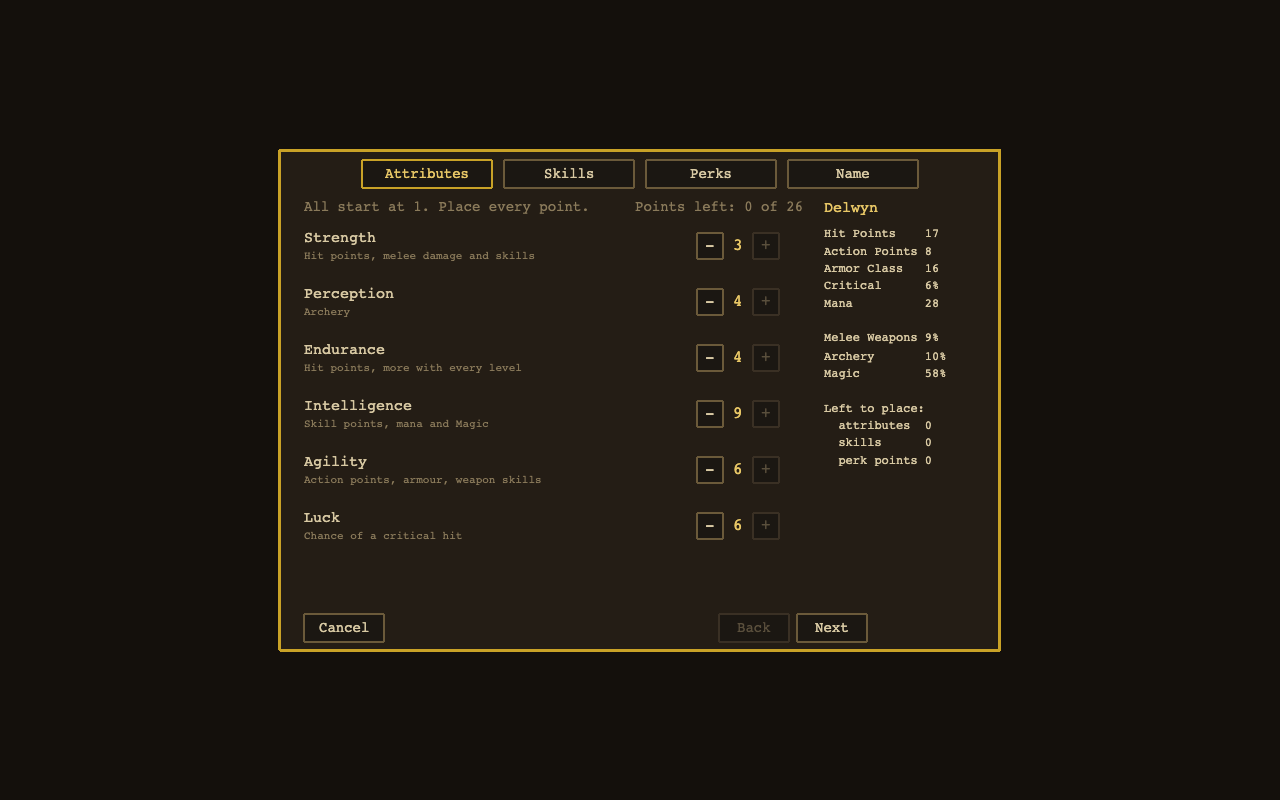 Attributes Skills Perks Name
All start at 1. Place every point. Points left: 0 of 26
Strength
Hit points, melee damage and skills
– 3 +
Perception
Archery
– 4 +
Endurance
Hit points, more with every level
– 4 +
Intelligence
Skill points, mana and Magic
– 9 +
Agility
Action points, armour, weapon skills
– 6 +
Luck
Chance of a critical hit
– 6 +
Delwyn
Hit Points 17
Action Points 8
Armor Class 16
Critical 6%
Mana 28
Melee Weapons 9%
Archery 10%
Magic 58%
Left to place:
attributes 0
skills 0
perk points 0
Cancel Back Next